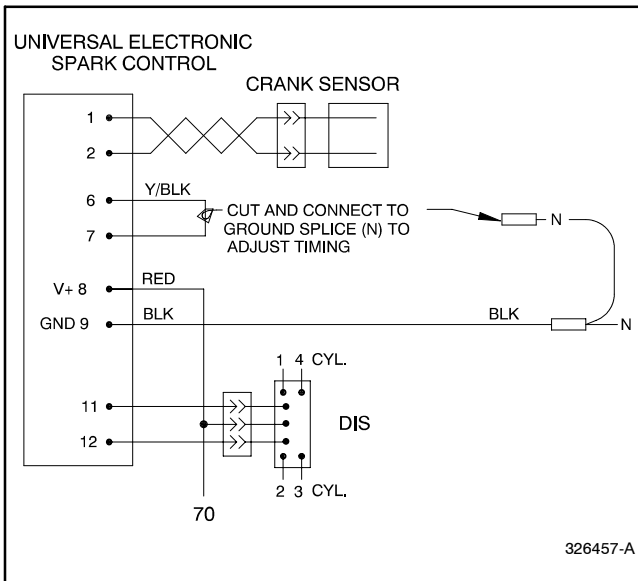 UNIVERSAL ELECTRONIC
SPARK CONTROL
CRANK SENSOR
1
2
6 Y/BLK
7
CUT AND CONNECT TO
GROUND SPLICE (N) TO
ADJUST TIMING
N
V+ 8 RED
GND 9 BLK BLK N
1 4 CYL.
11
12
DIS
2 3 CYL.
70
326457-A